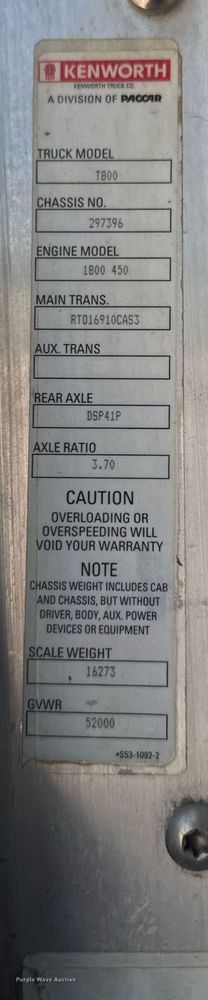 KENWORTH
KENWORTH TRUCK CO.
A DIVISION OF PACCAR
TRUCK MODEL
T800
CHASSIS NO.
297396
ENGINE MODEL
1800 450
MAIN TRANS.
RTO16910CAS3
AUX. TRANS
REAR AXLE
DSP41P
AXLE RATIO
3.70
CAUTION
OVERLOADING OR
OVERSPEEDING WILL
VOID YOUR WARRANTY
NOTE
CHASSIS WEIGHT INCLUDES CAB
AND CHASSIS, BUT WITHOUT
DRIVER, BODY, AUX. POWER
DEVICES OR EQUIPMENT
SCALE WEIGHT
16273
GVWR
52000
*S53-1092-2
Purple Wave Auction